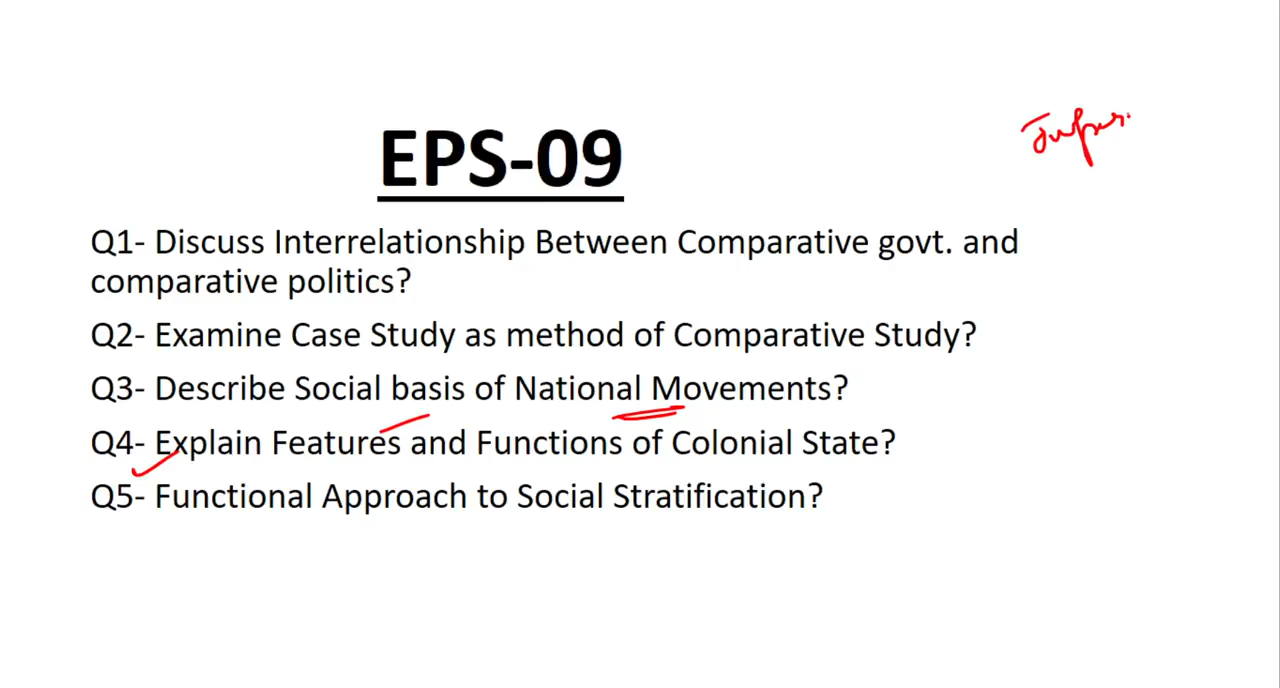 EPS-09
Q1- Discuss Interrelationship Between Comparative govt. and
comparative politics?
Q2- Examine Case Study as method of Comparative Study?
Q3- Describe Social basis of National Movements?
Q4- Explain Features and Functions of Colonial State?
Q5- Functional Approach to Social Stratification?